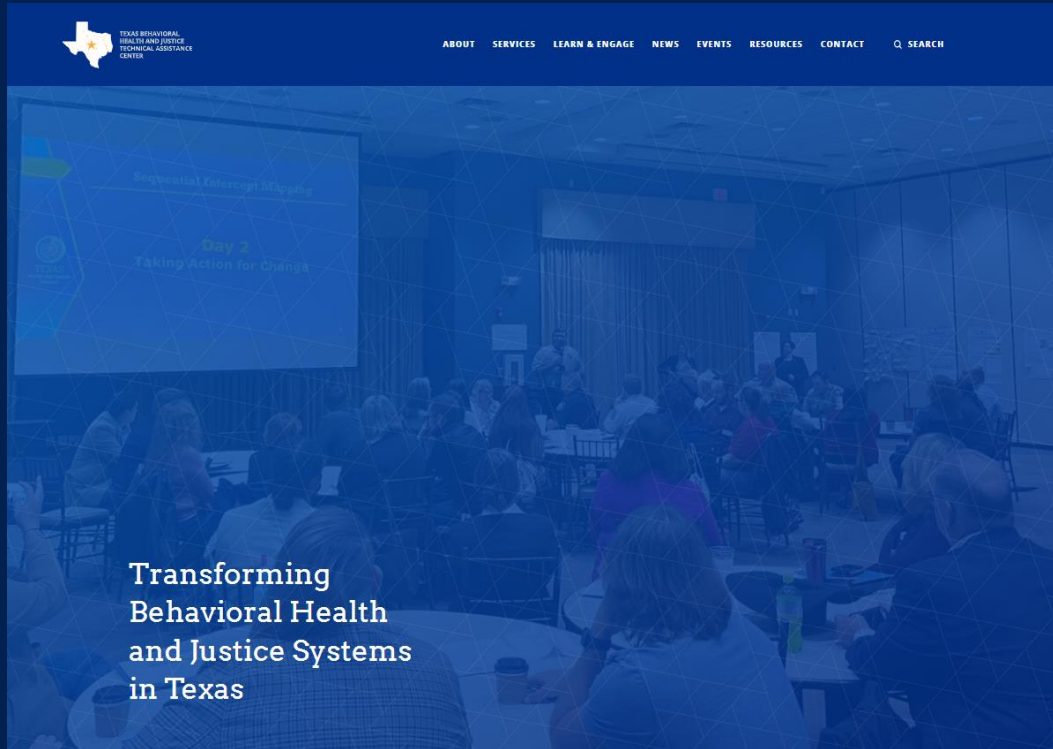 TEXAS BEHAVIORAL
HEALTH AND JUSTICE
TECHNICAL ASSISTANCE
CENTER
ABOUT
SERVICES
LEARN & ENGAGE
NEWS
EVENTS
RESOURCES
CONTACT
SEARCH
Sequential Intercept Mapping
Day 2
Taking Action for Change
TEXAS
Transforming
Behavioral Health
and Justice Systems
in Texas